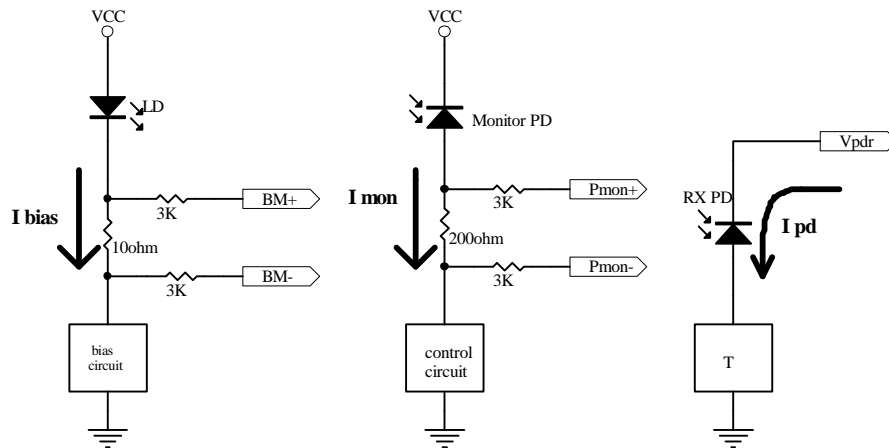 VCC
LD
I bias
BM+
3K
10ohm
BM-
3K
bias
circuit
VCC
Monitor PD
I mon
Pmon+
3K
200ohm
Pmon-
3K
control
circuit
Vpdr
RX PD
I pd
T